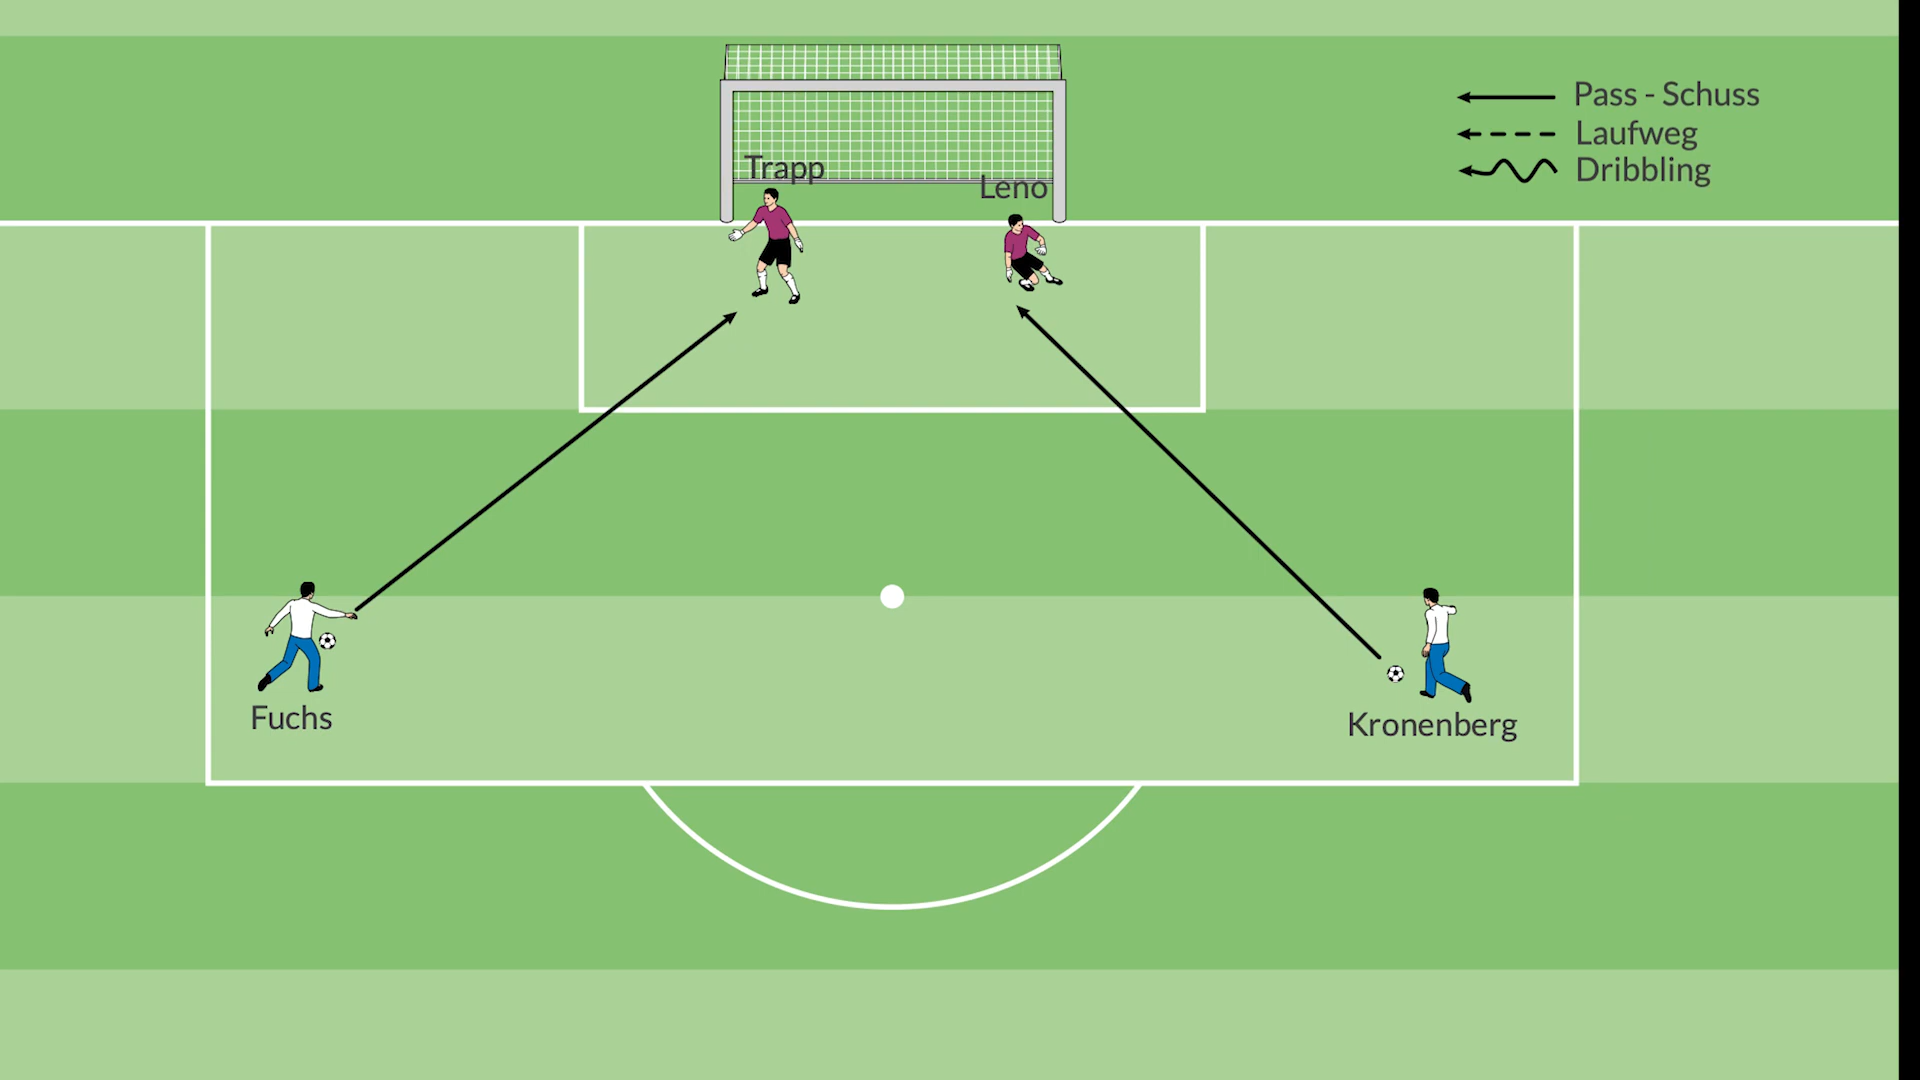 Pass - Schuss
Laufweg
Dribbling
Trapp
Leno
Fuchs
Kronenberg